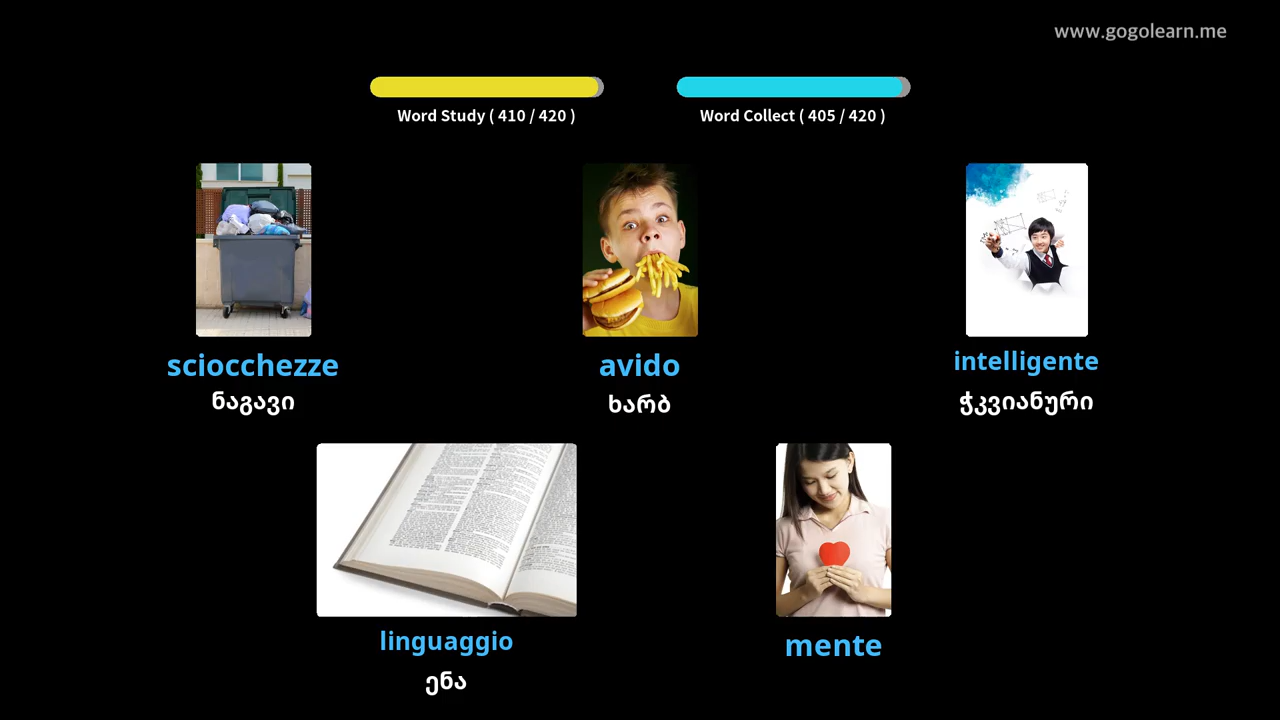 www.gogolearn.me
Word Study ( 410 / 420 )
Word Collect ( 405 / 420 )
sciocchezze
ნაგავი
avido
ხარბ
intelligente
ჭკვიანური
linguaggio
ენა
mente